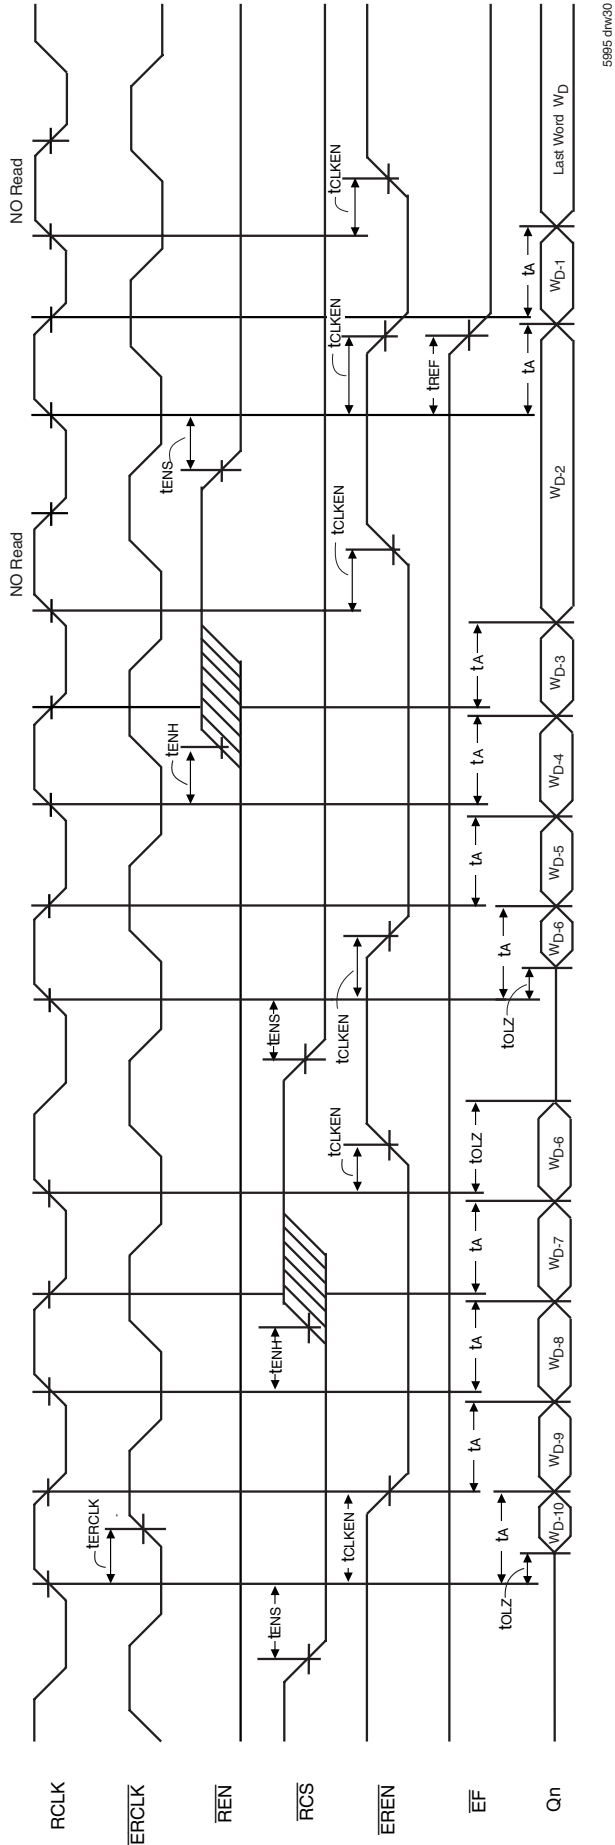 NO Read
NO Read
RCLK
tERCLK
ERCLK
tENH
tENS
REN
tENS
tENH
tENS
RCS
tCLKEN
tCLKEN
tCLKEN
tCLKEN
tCLKEN
tCLKEN
EREN
tREF
EF
tOLZ
tA
tA
tA
tA
tOLZ
tOLZ
tA
tA
tA
tA
tA
tA
Qn
WD-10
WD-9
WD-8
WD-7
WD-6
WD-6
WD-5
WD-4
WD-3
WD-2
WD-1
Last Word WD
5995 drw30